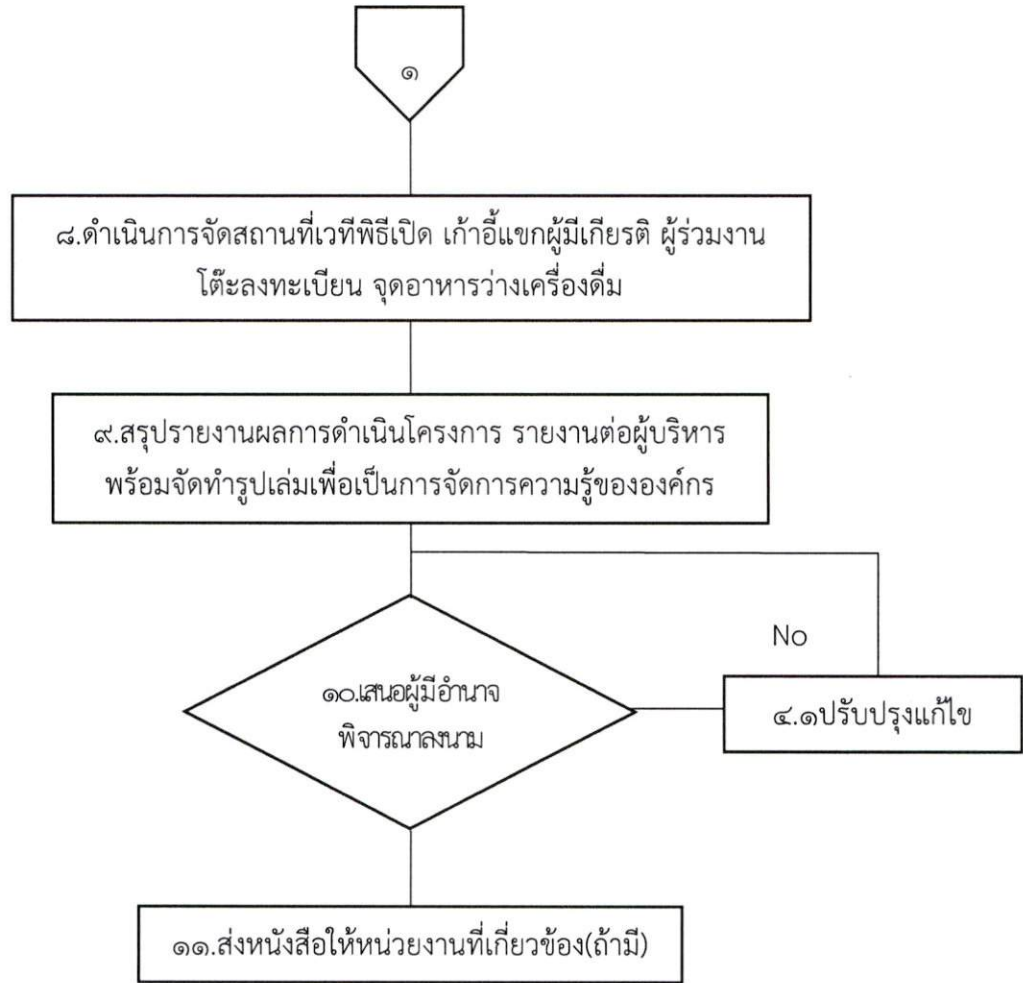 ๑
๘.ดำเนินการจัดสถานที่เวทีพิธีเปิด เก้าอี้แขกผู้มีเกียรติ ผู้ร่วมงาน
โต๊ะลงทะเบียน จุดอาหารว่างเครื่องดื่ม
๙.สรุปรายงานผลการดำเนินโครงการ รายงานต่อผู้บริหาร
พร้อมจัดทำรูปเล่มเพื่อเป็นการจัดการความรู้ขององค์กร
No
๑๐.เสนอผู้มีอำนาจ
พิจารณาลงนาม
๔.๑ปรับปรุงแก้ไข
๑๑.ส่งหนังสือให้หน่วยงานที่เกี่ยวข้อง(ถ้ามี)